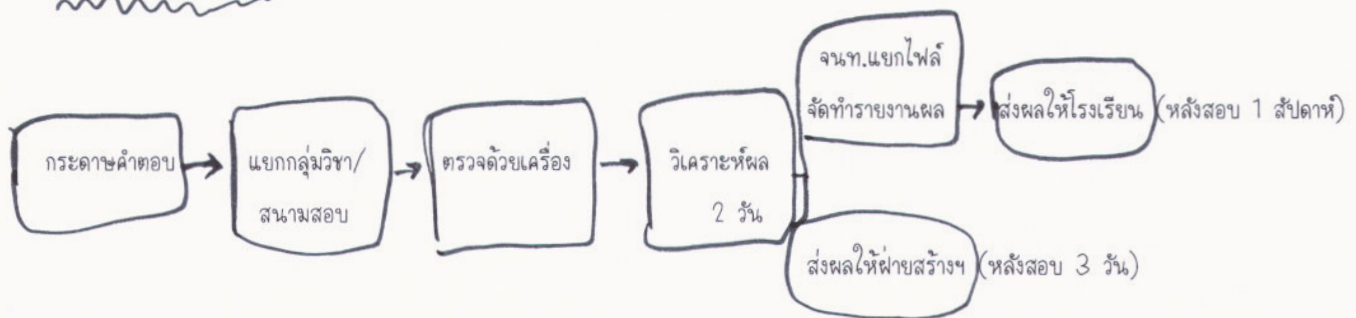 กระดาษคำตอบ
แยกกลุ่มวิชา/
สนามสอบ
ตรวจด้วยเครื่อง
วิเคราะห์ผล
2 วัน
จนท.แยกไฟล์
จัดทำรายงานผล
ส่งผลให้โรงเรียน (หลังสอบ 1 สัปดาห์)
ส่งผลให้ฝ่ายสร้างฯ (หลังสอบ 3 วัน)